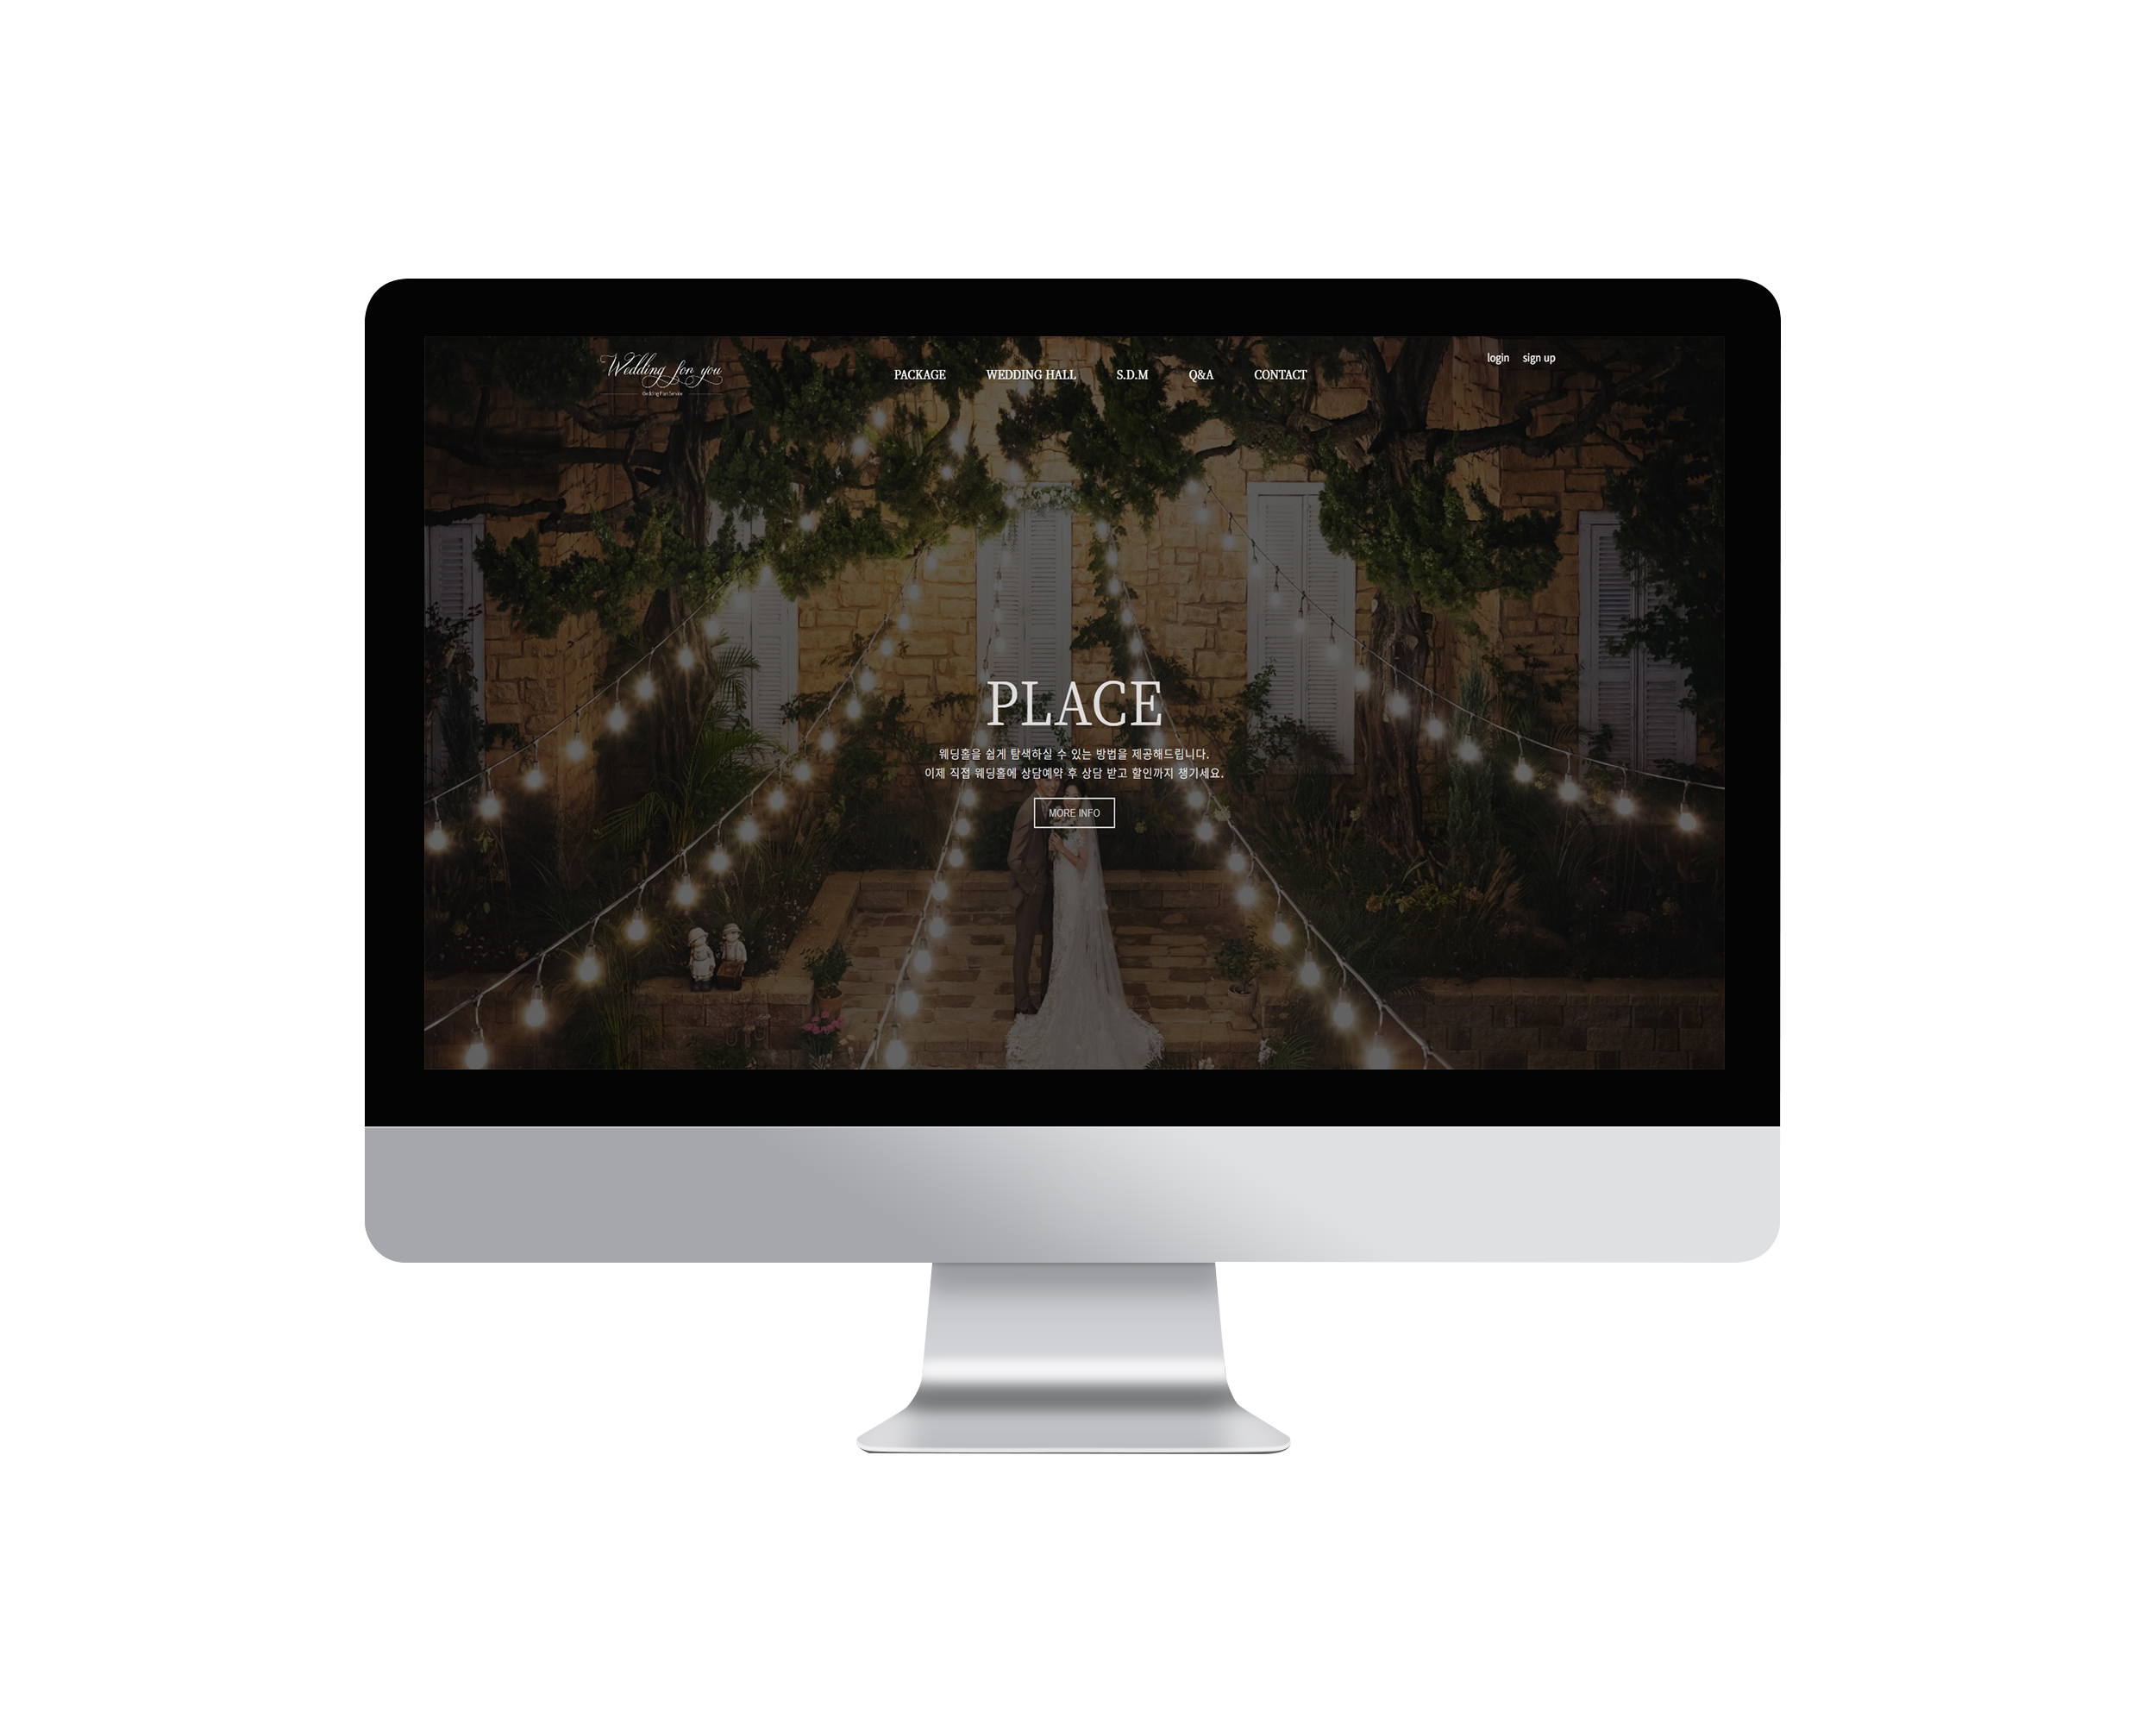 Wedding for you
Wedding Plan Service
PACKAGE WEDDING HALL S.D.M Q&A CONTACT
login sign up
PLACE
웨딩홀을 쉽게 탐색하실 수 있는 방법을 제공해드립니다.
이제 직접 웨딩홀에 상담예약 후 상담 받고 할인까지 챙기세요.
MORE INFO